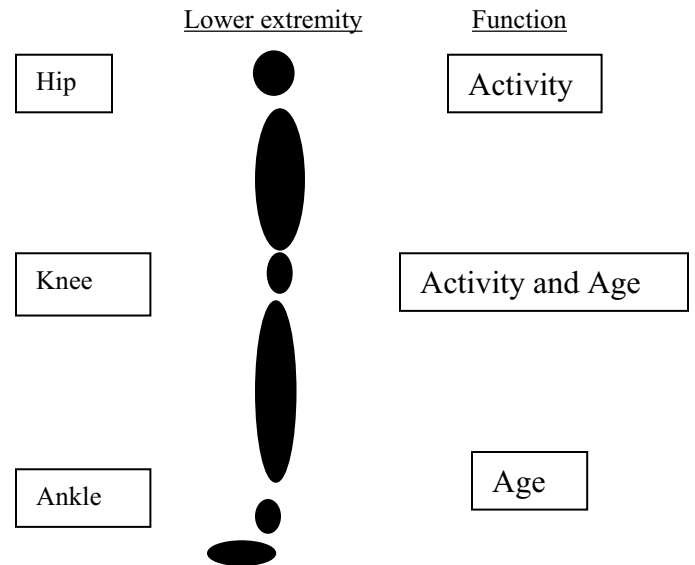 Lower extremity Function
Hip Activity
Knee Activity and Age
Ankle Age